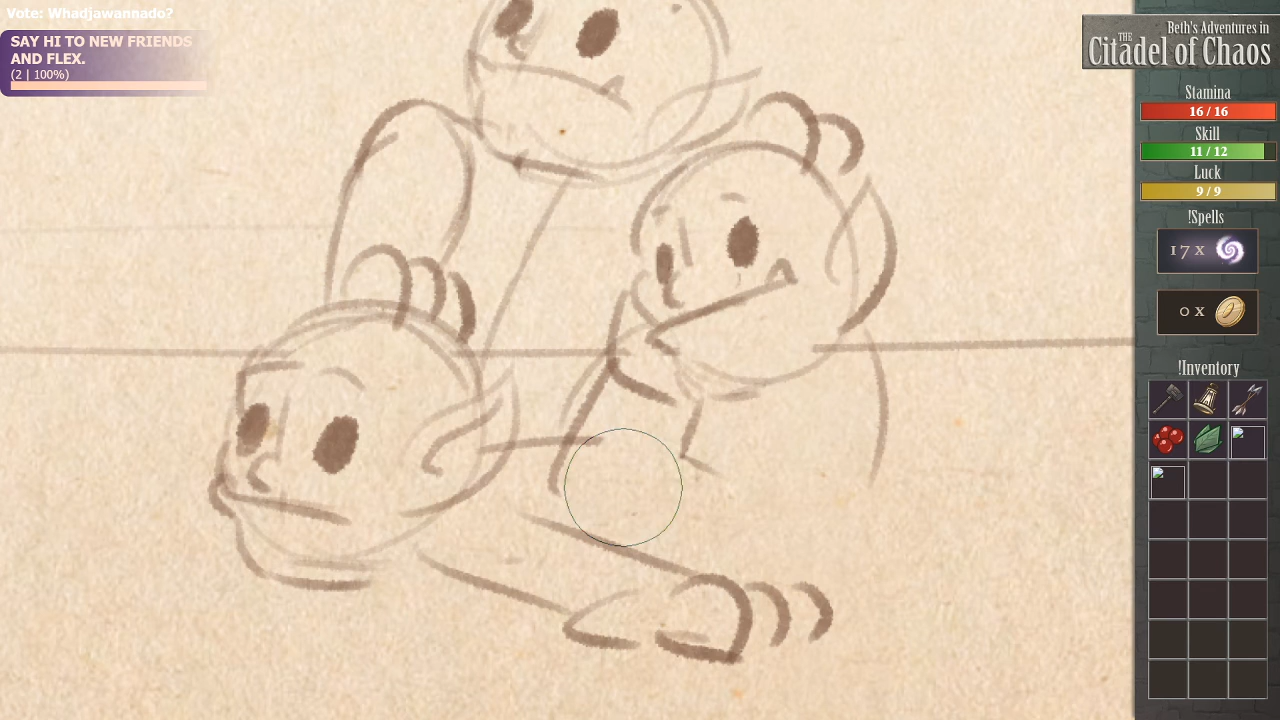 Vote: Whadjawannado?
SAY HI TO NEW FRIENDS
AND FLEX.
(2 | 100%)
Beth's Adventures in
THE
Citadel of Chaos
Stamina
16 / 16
Skill
11 / 12
Luck
9 / 9
!Spells
17 x
0 x
!Inventory